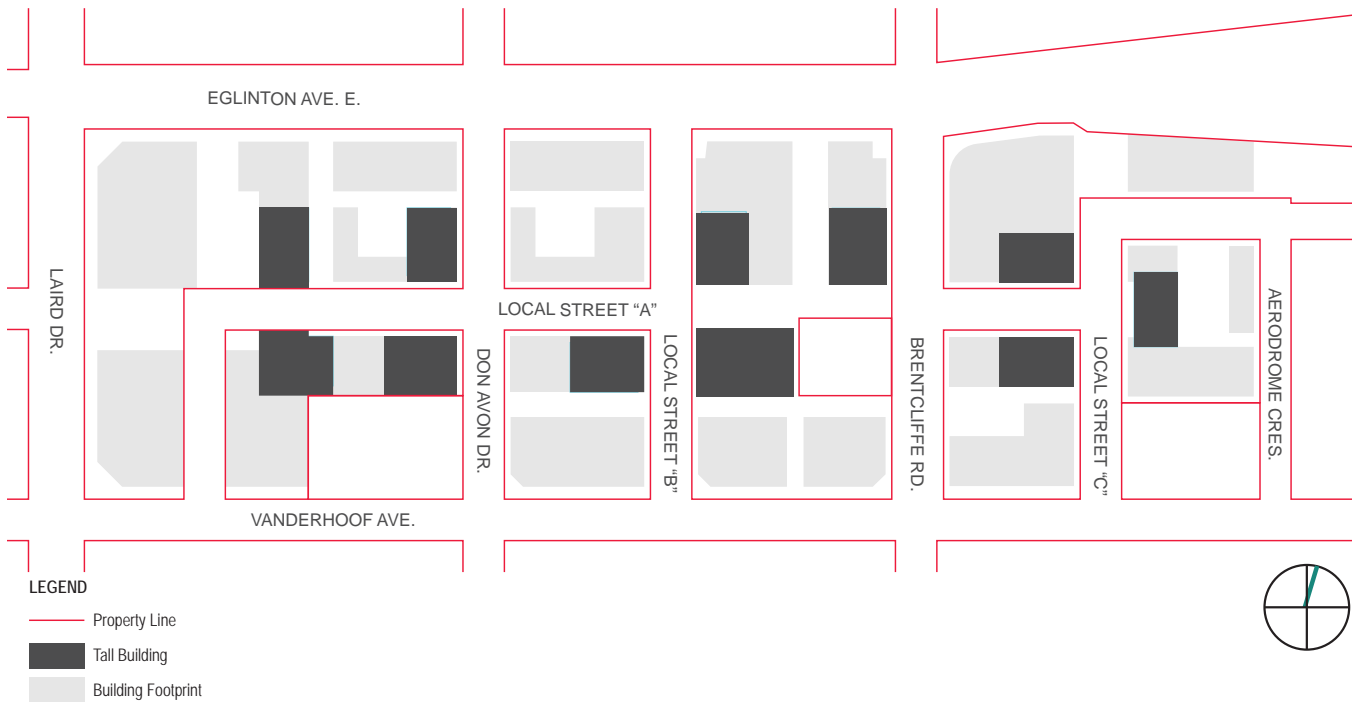 EGLINTON AVE. E.
LAIRD DR.
LOCAL STREET “A”
DON AVON DR.
LOCAL STREET “B”
BRENTCLIFFE RD.
LOCAL STREET “C”
AERODROME CRES.
VANDERHOOF AVE.
LEGEND
Property Line
Tall Building
Building Footprint